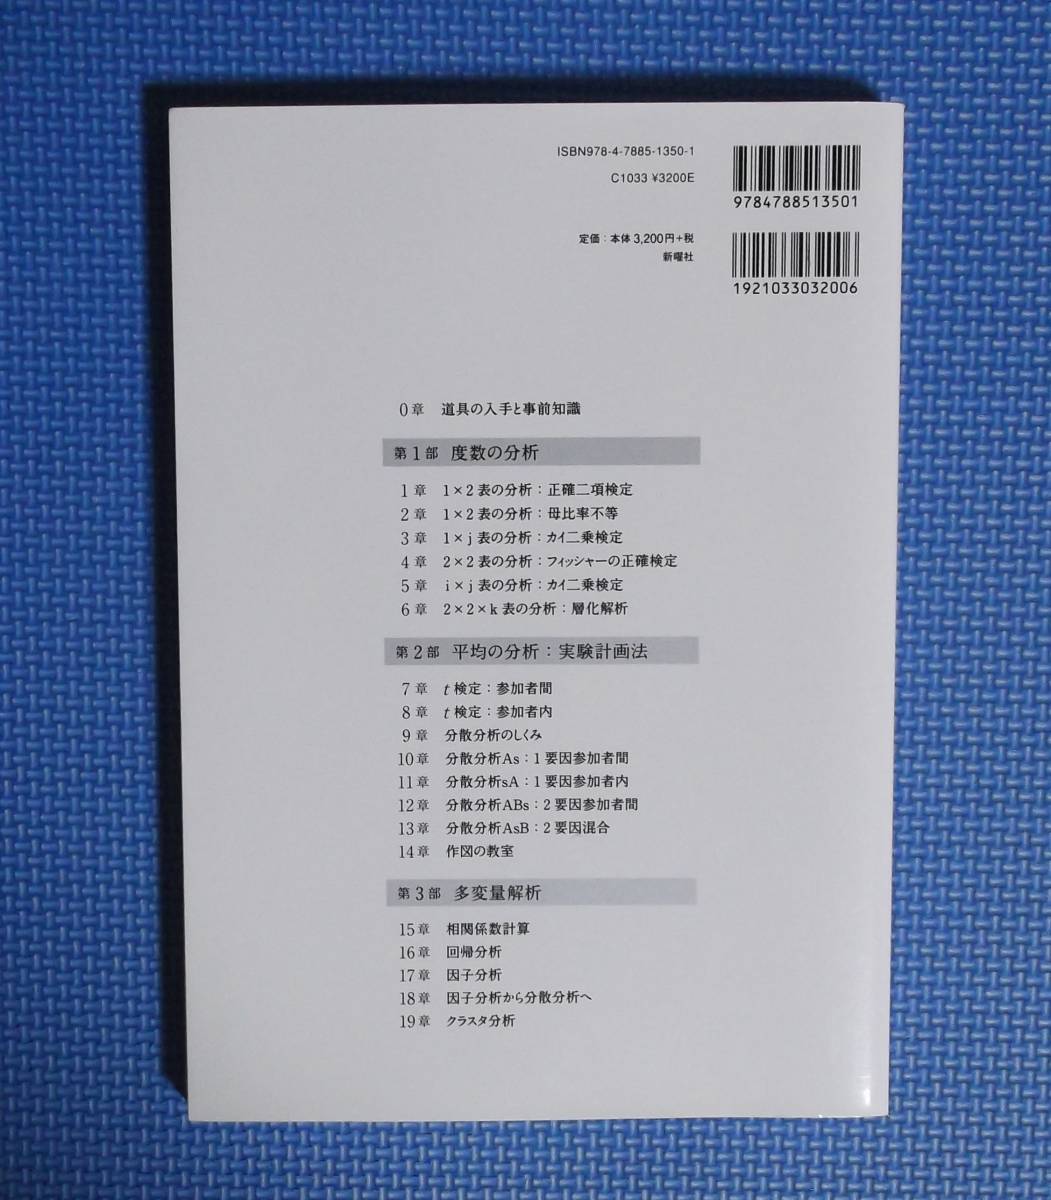 ISBN978-4-7885-1350-1
C1033 ¥3200E
9784788513501
定価：本体3,200円+税
新曜社
1921033032006
0章 道具の入手と事前知識
第1部 度数の分析
1章 1×2表の分析：正確二項検定
2章 1×2表の分析：母比率不等
3章 1×j表の分析：カイ二乗検定
4章 2×2表の分析：フィッシャーの正確検定
5章 i×j表の分析：カイ二乗検定
6章 2×2×k表の分析：層化解析
第2部 平均の分析：実験計画法
7章 t検定：参加者間
8章 t検定：参加者内
9章 分散分析のしくみ
10章 分散分析As：1要因参加者間
11章 分散分析sA：1要因参加者内
12章 分散分析ABs：2要因参加者間
13章 分散分析AsB：2要因混合
14章 作図の教室
第3部 多変量解析
15章 相関係数計算
16章 回帰分析
17章 因子分析
18章 因子分析から分散分析へ
19章 クラスタ分析